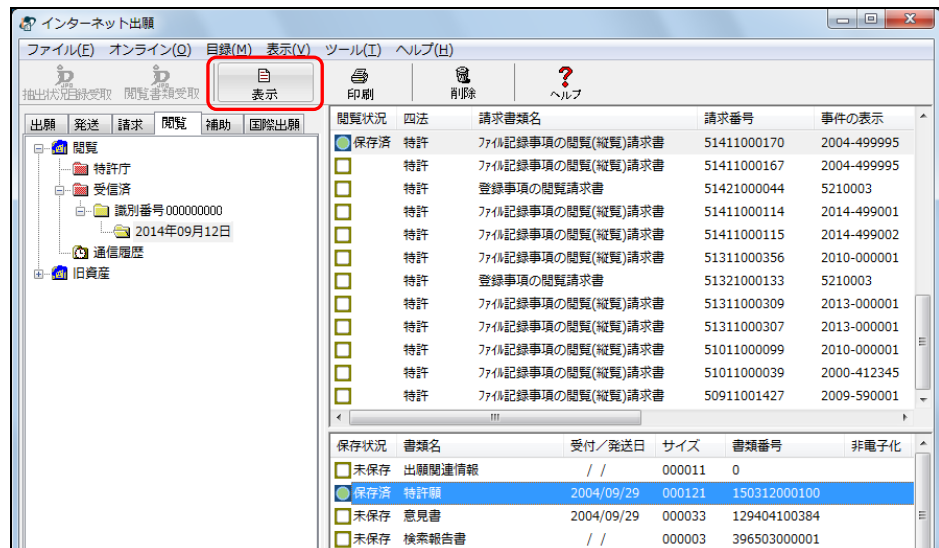 インターネット出願
ファイル(F) オンライン(O) 目録(M) 表示(V) ツール(T) ヘルプ(H)
抽出状況目録受取 閲覧書類受取 表示 印刷 削除 ヘルプ
出願 発送 請求 閲覧 補助 国際出願
閲覧
特許庁
受信済
識別番号000000000
2014年09月12日
通信履歴
旧資産
閲覧状況 四法 請求書類名 請求番号 事件の表示
保存済 特許 ファイル記録事項の閲覧(縦覧)請求書 51411000170 2004-499995
特許 ファイル記録事項の閲覧(縦覧)請求書 51411000167 2004-499995
特許 登録事項の閲覧請求書 51421000044 5210003
特許 ファイル記録事項の閲覧(縦覧)請求書 51411000114 2014-499001
特許 ファイル記録事項の閲覧(縦覧)請求書 51411000115 2014-499002
特許 ファイル記録事項の閲覧(縦覧)請求書 51311000356 2010-000001
特許 登録事項の閲覧請求書 51321000133 5210003
特許 ファイル記録事項の閲覧(縦覧)請求書 51311000309 2013-000001
特許 ファイル記録事項の閲覧(縦覧)請求書 51311000307 2013-000001
特許 ファイル記録事項の閲覧(縦覧)請求書 51011000099 2010-000001
特許 ファイル記録事項の閲覧(縦覧)請求書 51011000039 2000-412345
特許 ファイル記録事項の閲覧(縦覧)請求書 50911001427 2009-590001
保存状況 書類名 受付/発送日 サイズ 書類番号 非電子化
未保存 出願関連情報 / / 000011 0
保存済 特許願 2004/09/29 000121 150312000100
未保存 意見書 2004/09/29 000033 129404100384
未保存 検索報告書 / / 000003 396503000001